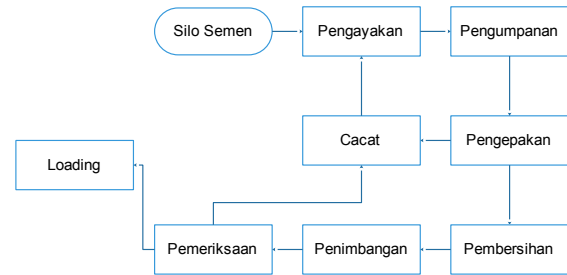 Silo Semen
Pengayakan
Pengumpanan
Cacat
Pengepakan
Loading
Pemeriksaan
Penimbangan
Pembersihan